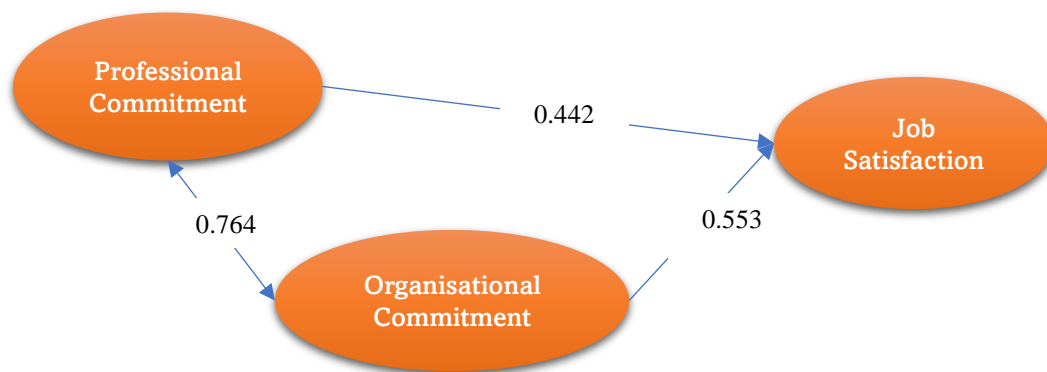 Professional
Commitment
0.442
Job
Satisfaction
0.764
0.553
Organisational
Commitment